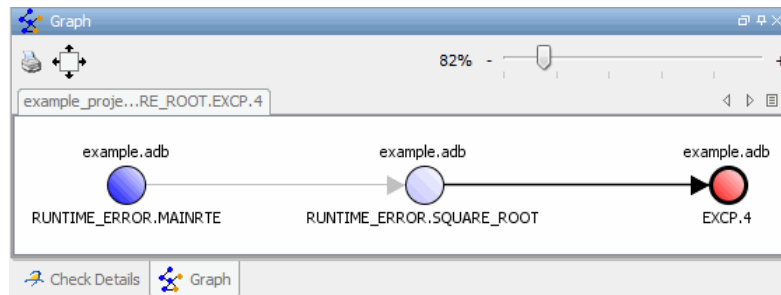 Graph
82% - +
example_proje...RE_ROOT.EXCP.4
example.adb example.adb example.adb
RUNTIME_ERROR.MAINRTE RUNTIME_ERROR.SQUARE_ROOT EXCP.4
Check Details Graph